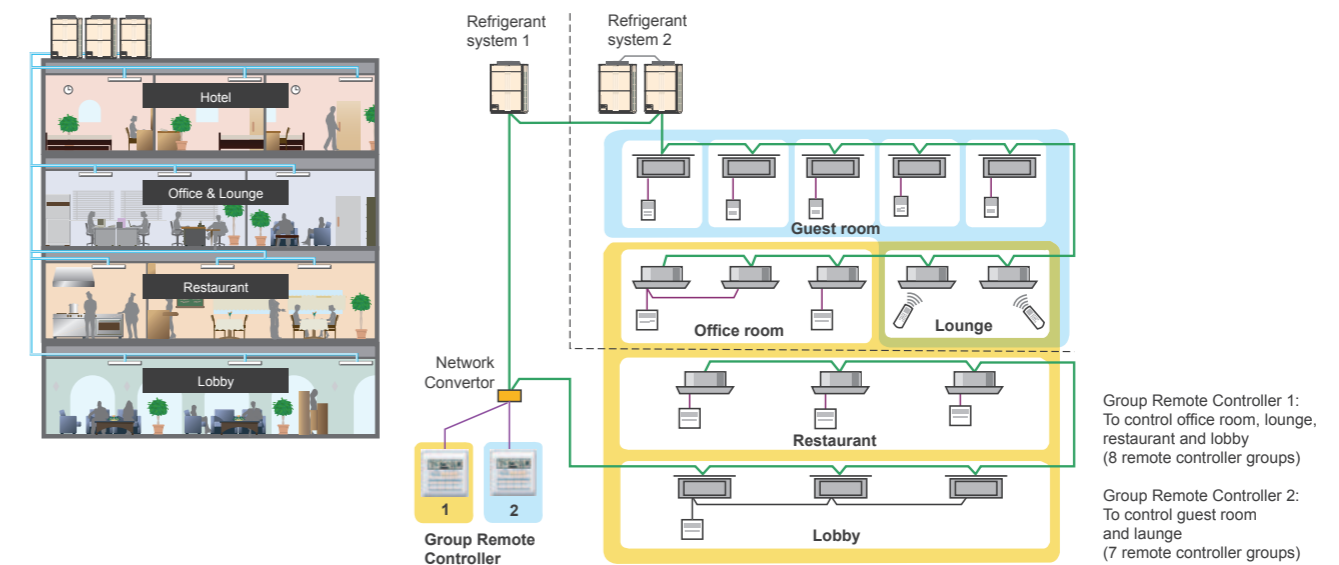 Hotel
Office & Lounge
Restaurant
Lobby
Refrigerant
system 1
Refrigerant
system 2
Guest room
Office room
Lounge
Network
Convertor
Restaurant
Lobby
1
2
Group Remote
Controller
Group Remote Controller 1:
To control office room, lounge,
restaurant and lobby
(8 remote controller groups)
Group Remote Controller 2:
To control guest room
and launge
(7 remote controller groups)